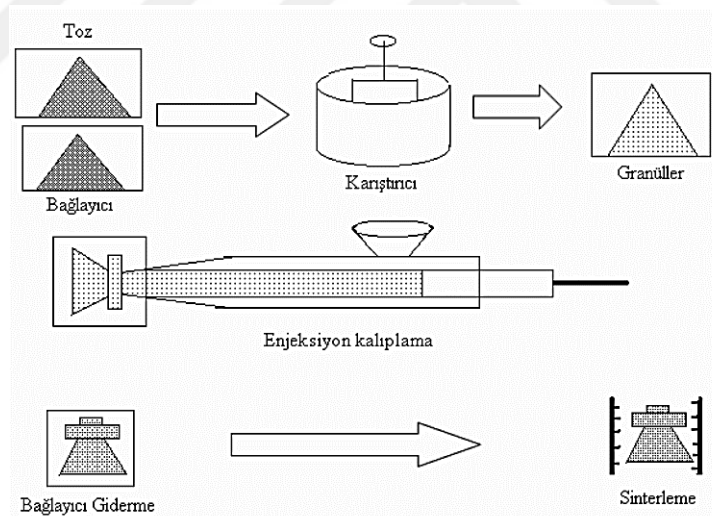 Toz
Bağlayıcı
Karıştırıcı
Granüller
Enjeksiyon kalıplama
Bağlayıcı Giderme
Sinterleme